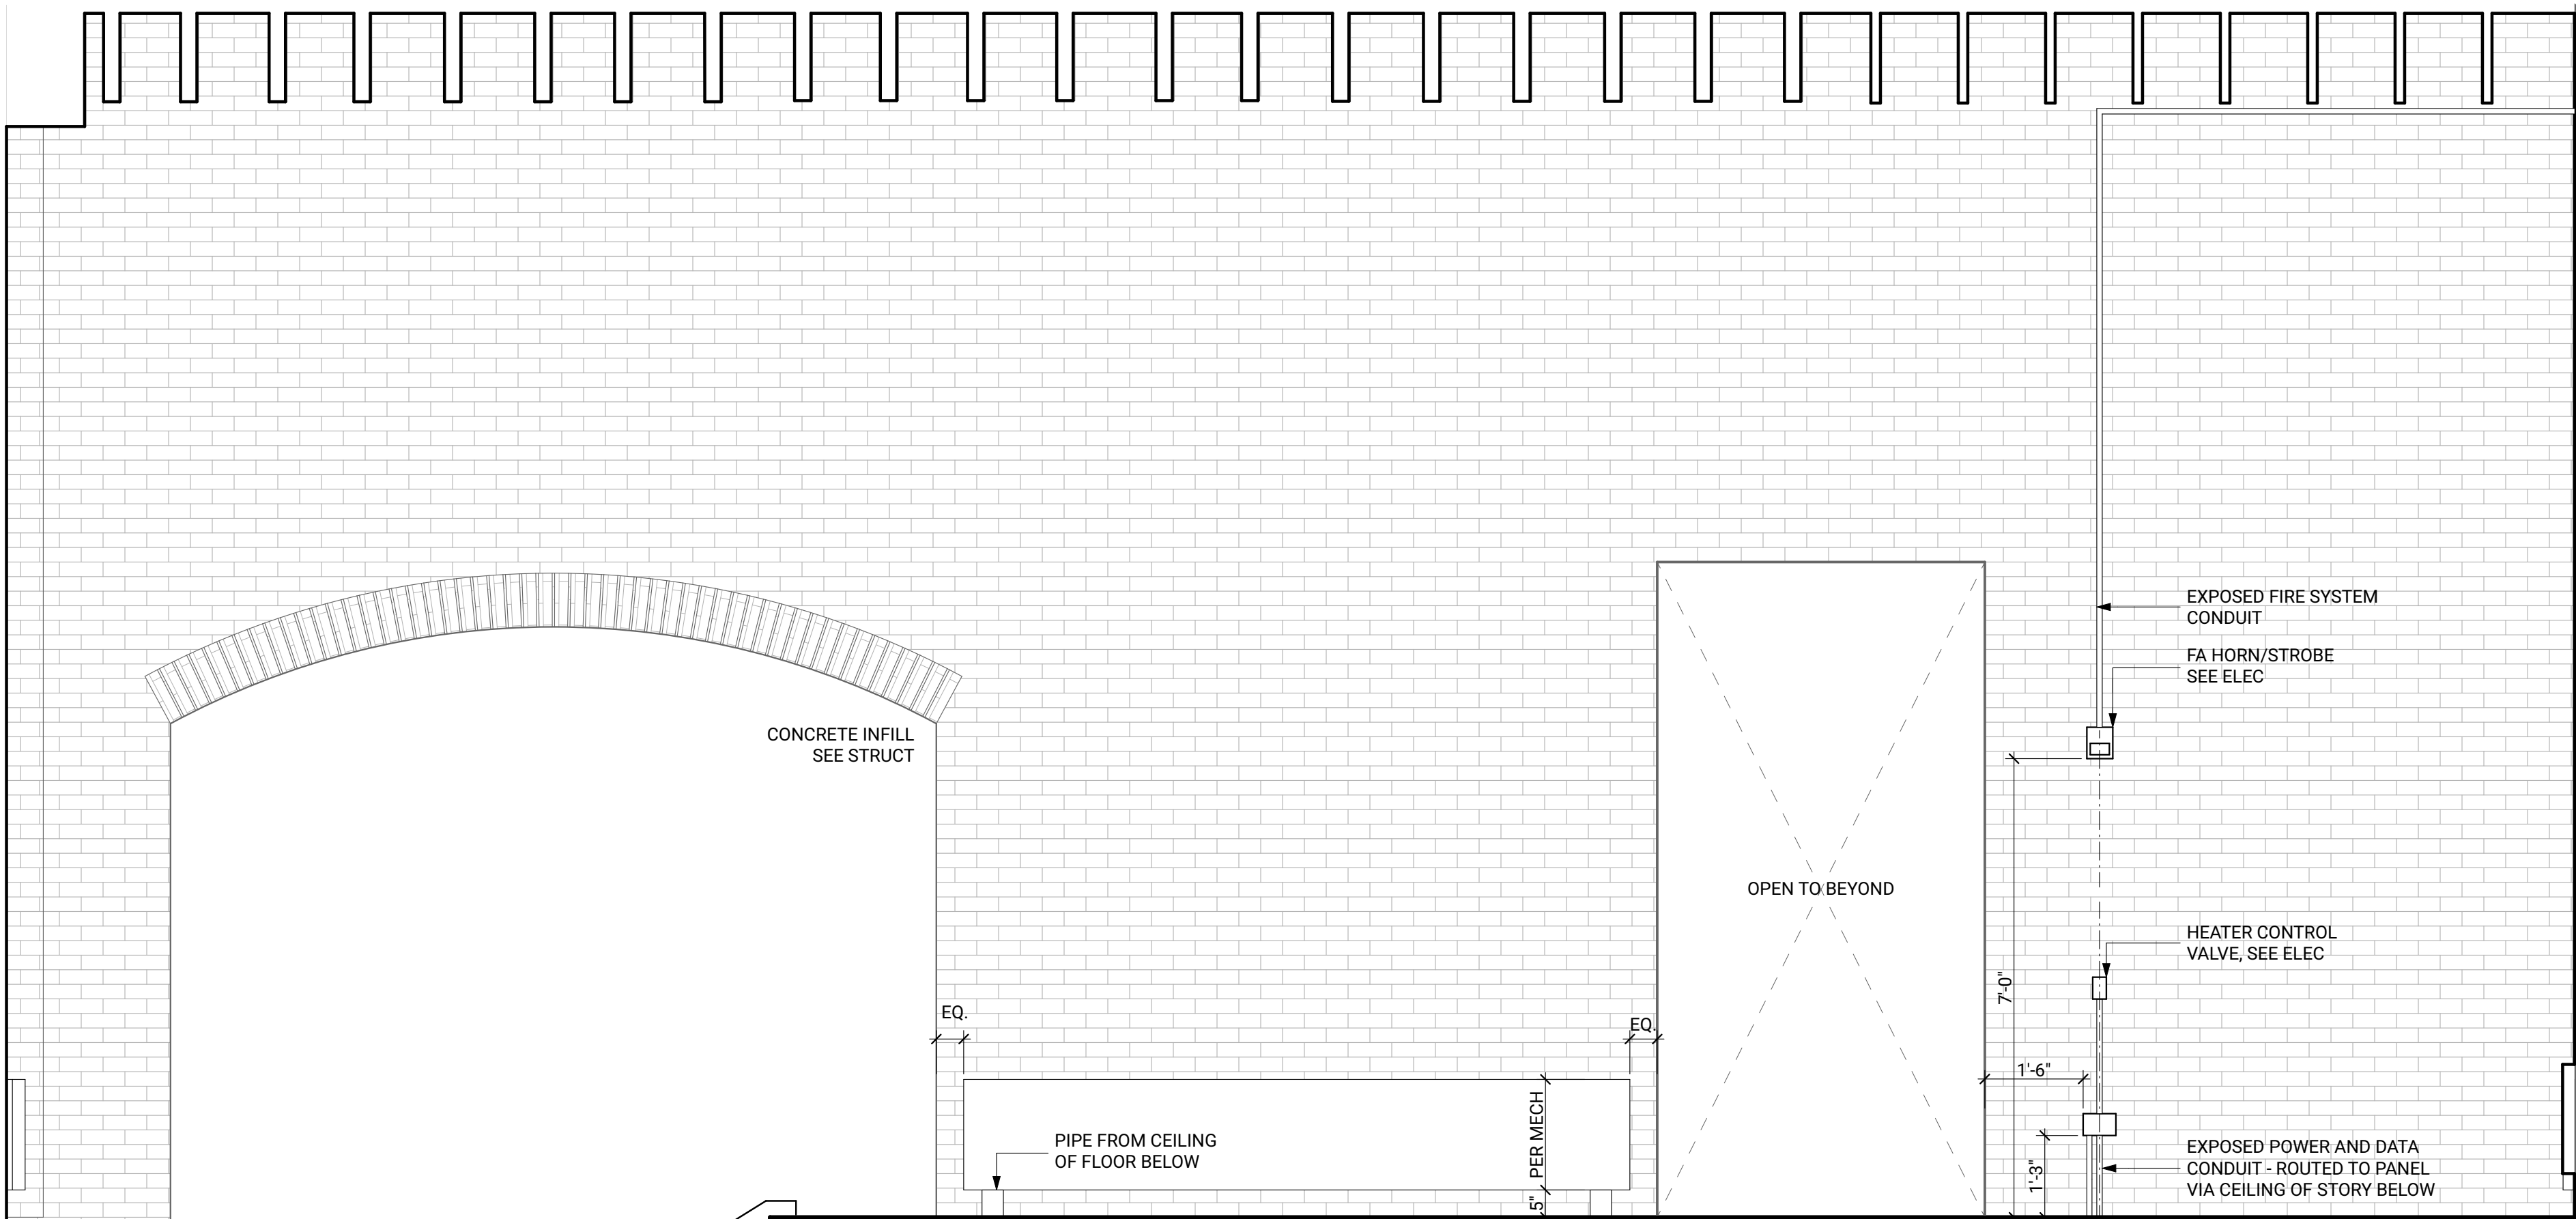 EXPOSED FIRE SYSTEM
CONDUIT
FA HORN/STROBE
SEE ELEC
CONCRETE INFILL
SEE STRUCT
OPEN TO BEYOND
HEATER CONTROL
VALVE, SEE ELEC
7'-0"
EQ.
EQ.
1'-6"
PER MECH
PIPE FROM CEILING
OF FLOOR BELOW
EXPOSED POWER AND DATA
CONDUIT - ROUTED TO PANEL
VIA CEILING OF STORY BELOW
1'-3"
5"